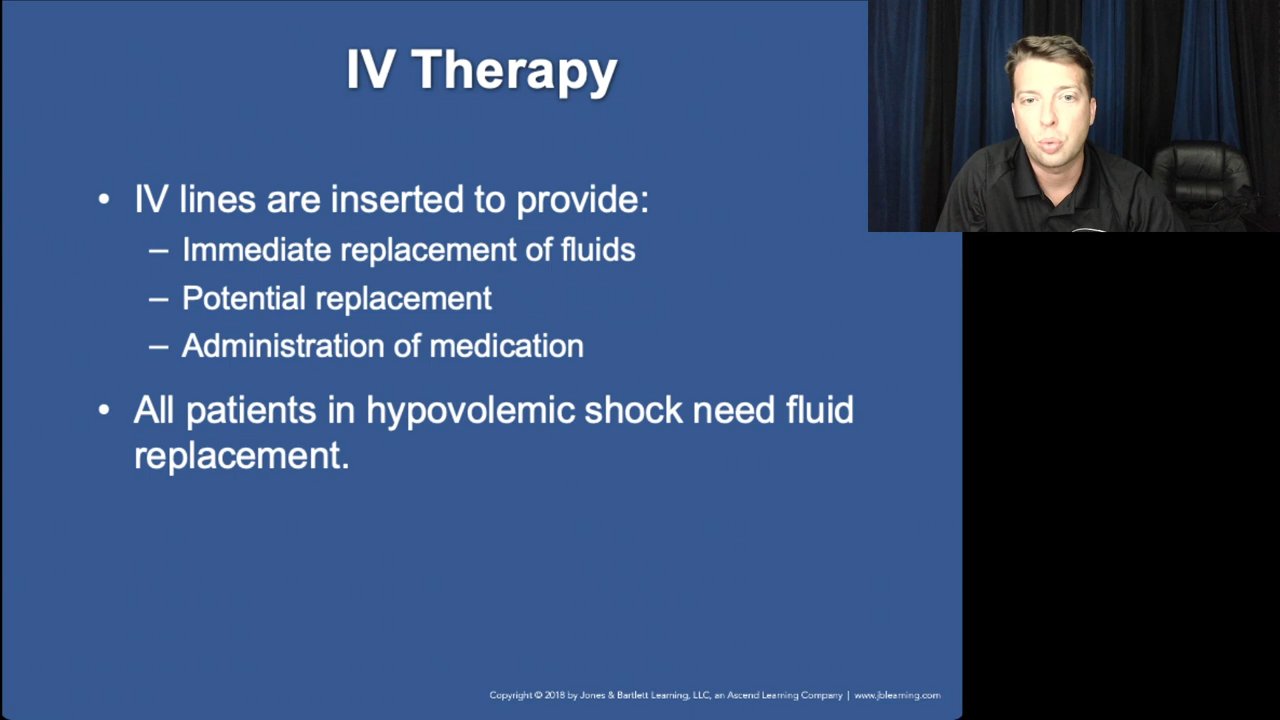 IV Therapy
• IV lines are inserted to provide:
– Immediate replacement of fluids
– Potential replacement
– Administration of medication
• All patients in hypovolemic shock need fluid
replacement.
Copyright © 2018 by Jones & Bartlett Learning, LLC, an Ascend Learning Company | www.jblearning.com